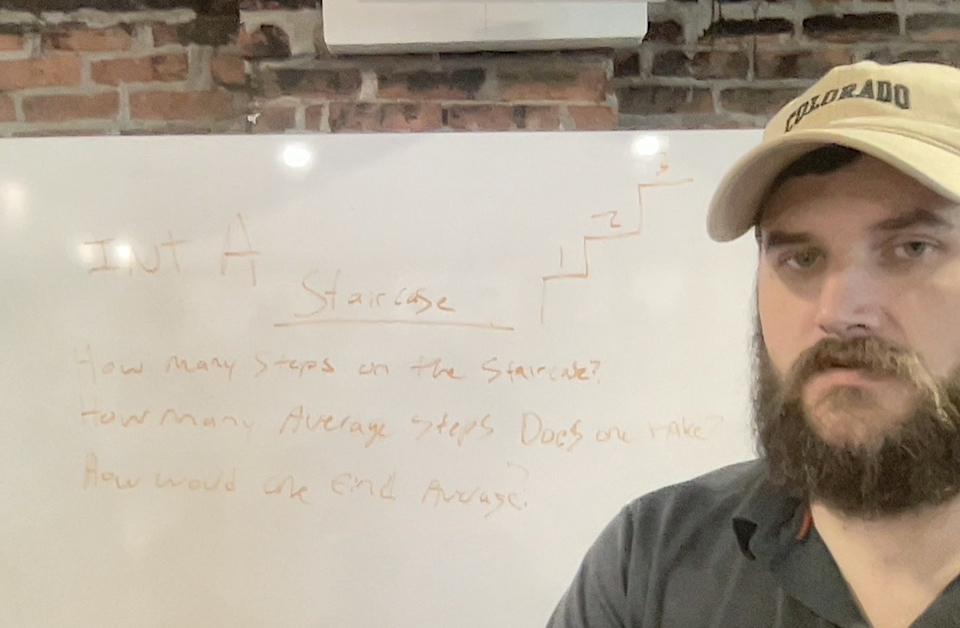 COLORADO
3
2
1
INT A
Staircase
How many steps on the staircase?
How many Average steps Does one take?
How would one Find Average?